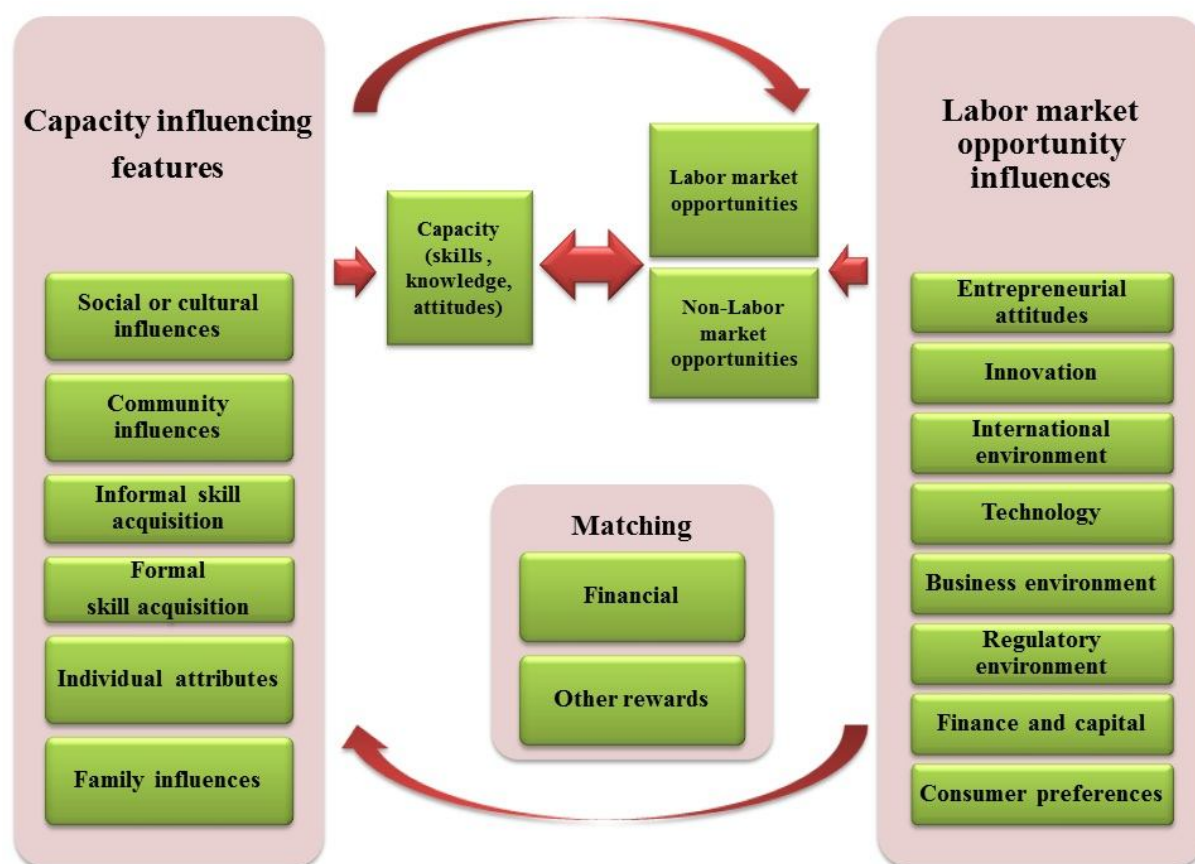 Capacity influencing
features
Social or cultural
influences
Community
influences
Informal skill
acquisition
Formal
skill acquisition
Individual attributes
Family influences
Capacity
(skills ,
knowledge,
attitudes)
Labor market
opportunities
Non-Labor
market
opportunities
Matching
Financial
Other rewards
Labor market
opportunity
influences
Entrepreneurial
attitudes
Innovation
International
environment
Technology
Business environment
Regulatory
environment
Finance and capital
Consumer preferences